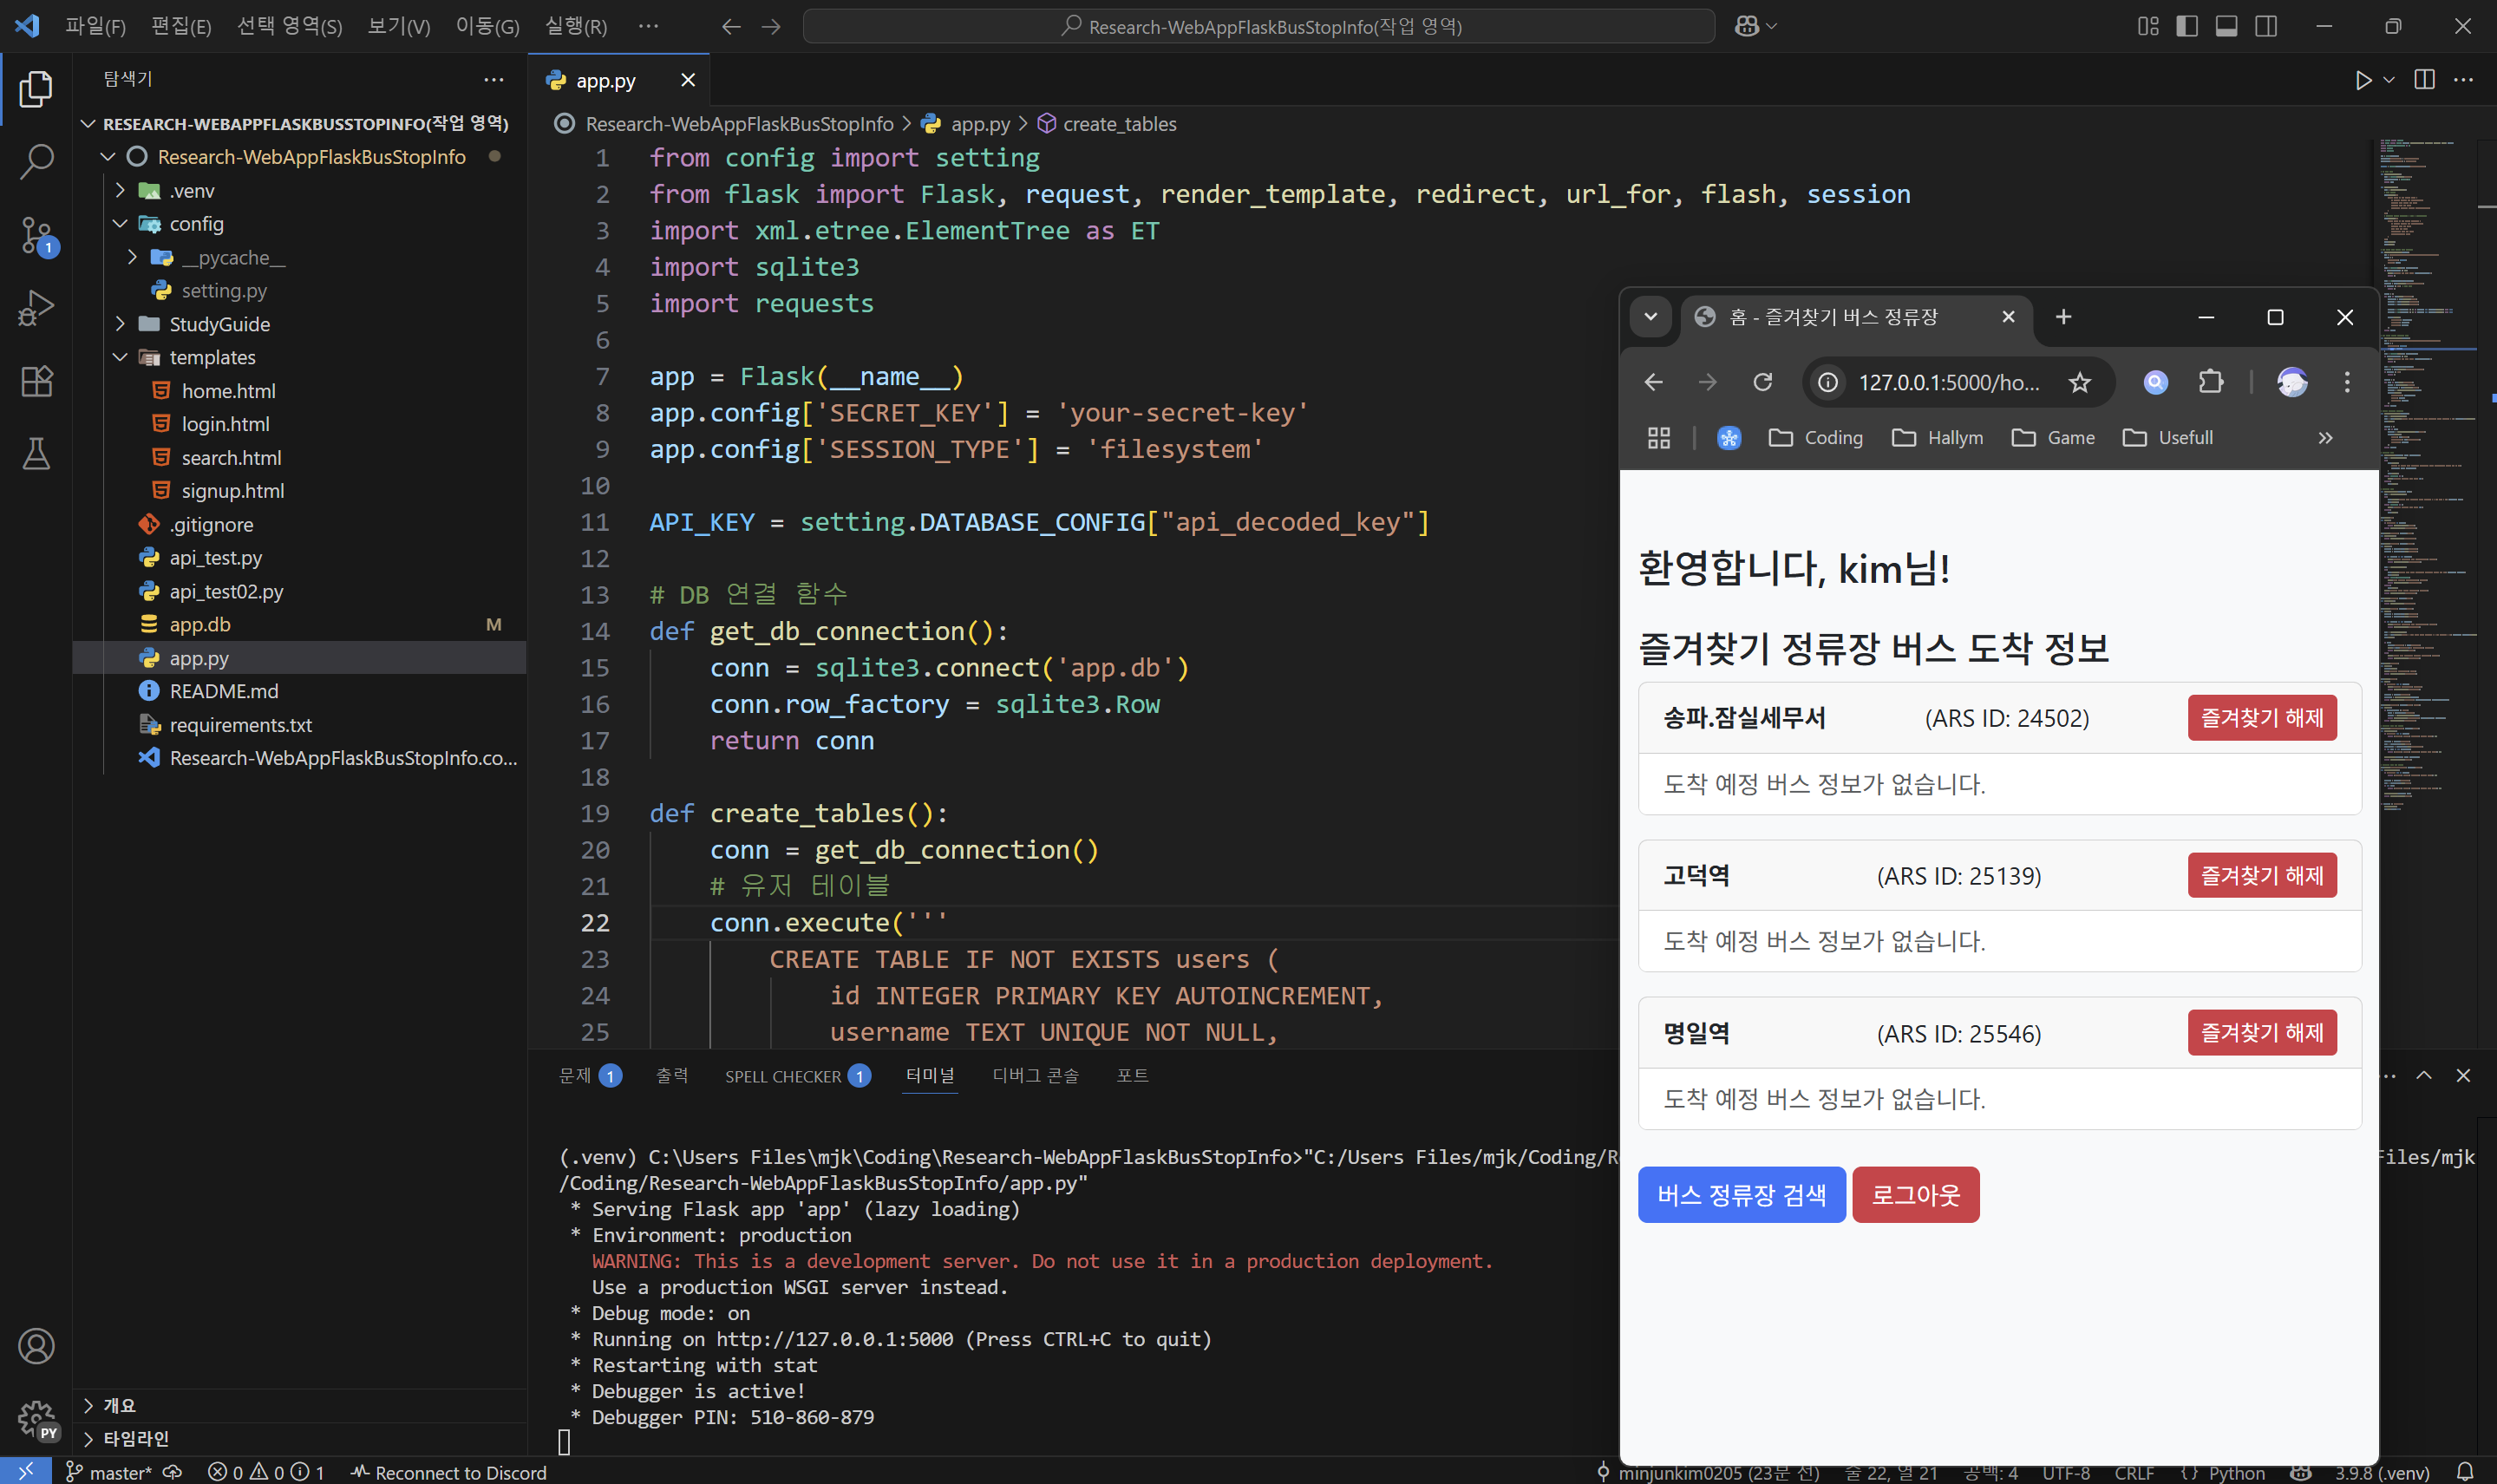 파일(F) 편집(E) 선택 영역(S) 보기(V) 이동(G) 실행(R) ···
Research-WebAppFlaskBusStopInfo(작업 영역)
탐색기
RESEARCH-WEBAPPFLASKBUSSTOPINFO(작업 영역)
Research-WebAppFlaskBusStopInfo
.venv
config
__pycache__
setting.py
StudyGuide
templates
home.html
login.html
search.html
signup.html
.gitignore
api_test.py
api_test02.py
app.db M
app.py
README.md
requirements.txt
Research-WebAppFlaskBusStopInfo.co...
개요
타임라인
1
PY
app.py
Research-WebAppFlaskBusStopInfo > app.py > create_tables
1 from config import setting
2 from flask import Flask, request, render_template, redirect, url_for, flash, session
3 import xml.etree.ElementTree as ET
4 import sqlite3
5 import requests
6
7 app = Flask(__name__)
8 app.config['SECRET_KEY'] = 'your-secret-key'
9 app.config['SESSION_TYPE'] = 'filesystem'
10
11 API_KEY = setting.DATABASE_CONFIG["api_decoded_key"]
12
13 # DB 연결 함수
14 def get_db_connection():
15 conn = sqlite3.connect('app.db')
16 conn.row_factory = sqlite3.Row
17 return conn
18
19 def create_tables():
20 conn = get_db_connection()
21 # 유저 테이블
22 conn.execute('''
23 CREATE TABLE IF NOT EXISTS users (
24 id INTEGER PRIMARY KEY AUTOINCREMENT,
25 username TEXT UNIQUE NOT NULL,
문제 1 출력 SPELL CHECKER 1 터미널 디버그 콘솔 포트
(.venv) C:\Users Files\mjk\Coding\Research-WebAppFlaskBusStopInfo>"C:/Users Files/mjk/Coding/R
Files/mjk
/Coding/Research-WebAppFlaskBusStopInfo/app.py"
* Serving Flask app 'app' (lazy loading)
* Environment: production
WARNING: This is a development server. Do not use it in a production deployment.
Use a production WSGI server instead.
* Debug mode: on
* Running on http://127.0.0.1:5000 (Press CTRL+C to quit)
* Restarting with stat
* Debugger is active!
* Debugger PIN: 510-860-879
홈 - 즐겨찾기 버스 정류장
127.0.0.1:5000/ho...
Coding Hallym Game Usefull
환영합니다, kim님!
즐겨찾기 정류장 버스 도착 정보
송파.잠실세무서 (ARS ID: 24502) 즐겨찾기 해제
도착 예정 버스 정보가 없습니다.
고덕역 (ARS ID: 25139) 즐겨찾기 해제
도착 예정 버스 정보가 없습니다.
명일역 (ARS ID: 25546) 즐겨찾기 해제
도착 예정 버스 정보가 없습니다.
버스 정류장 검색 로그아웃
master* 0 0 1 Reconnect to Discord
minjunkim0205 (23분 전) 줄 22, 열 21 공백: 4 UTF-8 CRLF {} Python 3.9.8 (.venv)